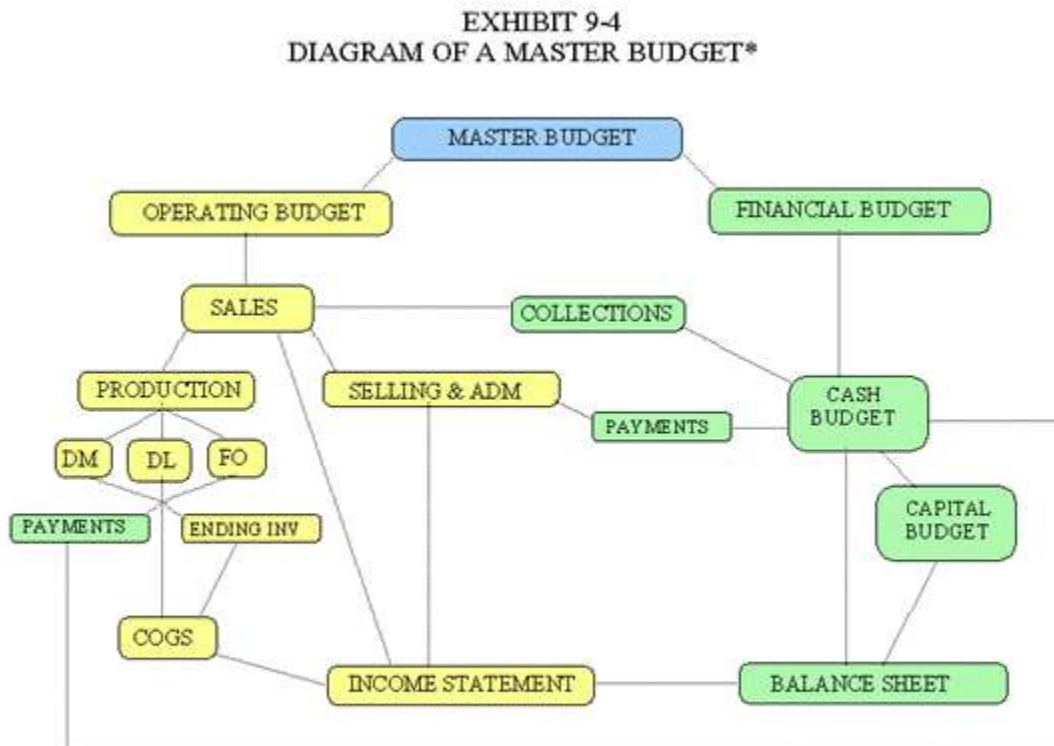 EXHIBIT 9-4
DIAGRAM OF A MASTER BUDGET*
MASTER BUDGET
OPERATING BUDGET
FINANCIAL BUDGET
SALES
COLLECTIONS
PRODUCTION
SELLING & ADM
CASH
BUDGET
PAYMENTS
DM
DL
FO
CAPITAL
BUDGET
PAYMENTS
ENDING INV
COGS
INCOME STATEMENT
BALANCE SHEET